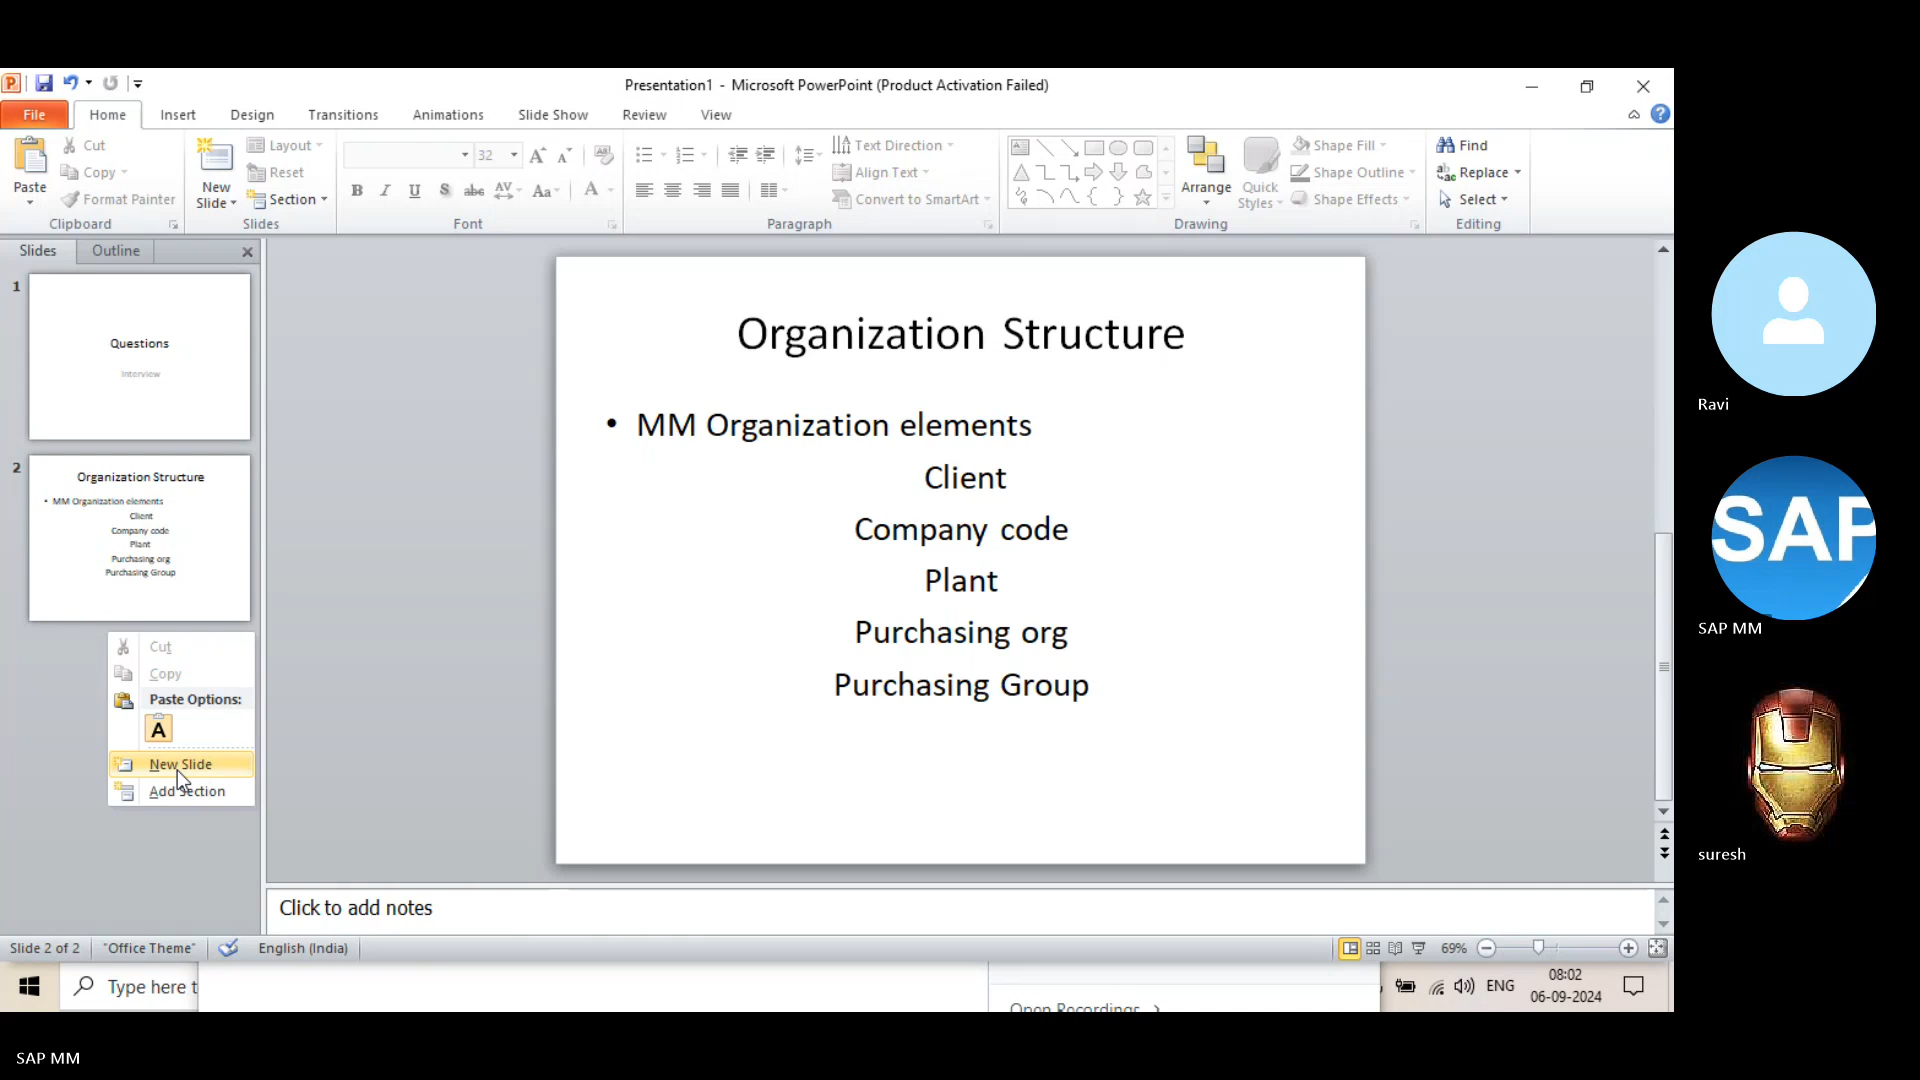 Presentation1 - Microsoft PowerPoint (Product Activation Failed)
File Home Insert Design Transitions Animations Slide Show Review View
Paste
Cut
Copy
Format Painter
Clipboard
New
Slide
Layout
Reset
Section
Slides
32
Font
Text Direction
Align Text
Convert to SmartArt
Paragraph
Arrange
Quick
Styles
Shape Fill
Shape Outline
Shape Effects
Drawing
Find
Replace
Select
Editing
Slides Outline
1
Questions
Interview
2
Organization Structure
• MM Organization elements
Client
Company code
Plant
Purchasing org
Purchasing Group
Cut
Copy
Paste Options:
A
New Slide
Add Section
Organization Structure
• MM Organization elements
Client
Company code
Plant
Purchasing org
Purchasing Group
Click to add notes
Slide 2 of 2 "Office Theme" English (India) 69%
Type here t
Open Recordings
ENG
08:02
06-09-2024
Ravi
SAP
SAP MM
suresh
SAP MM